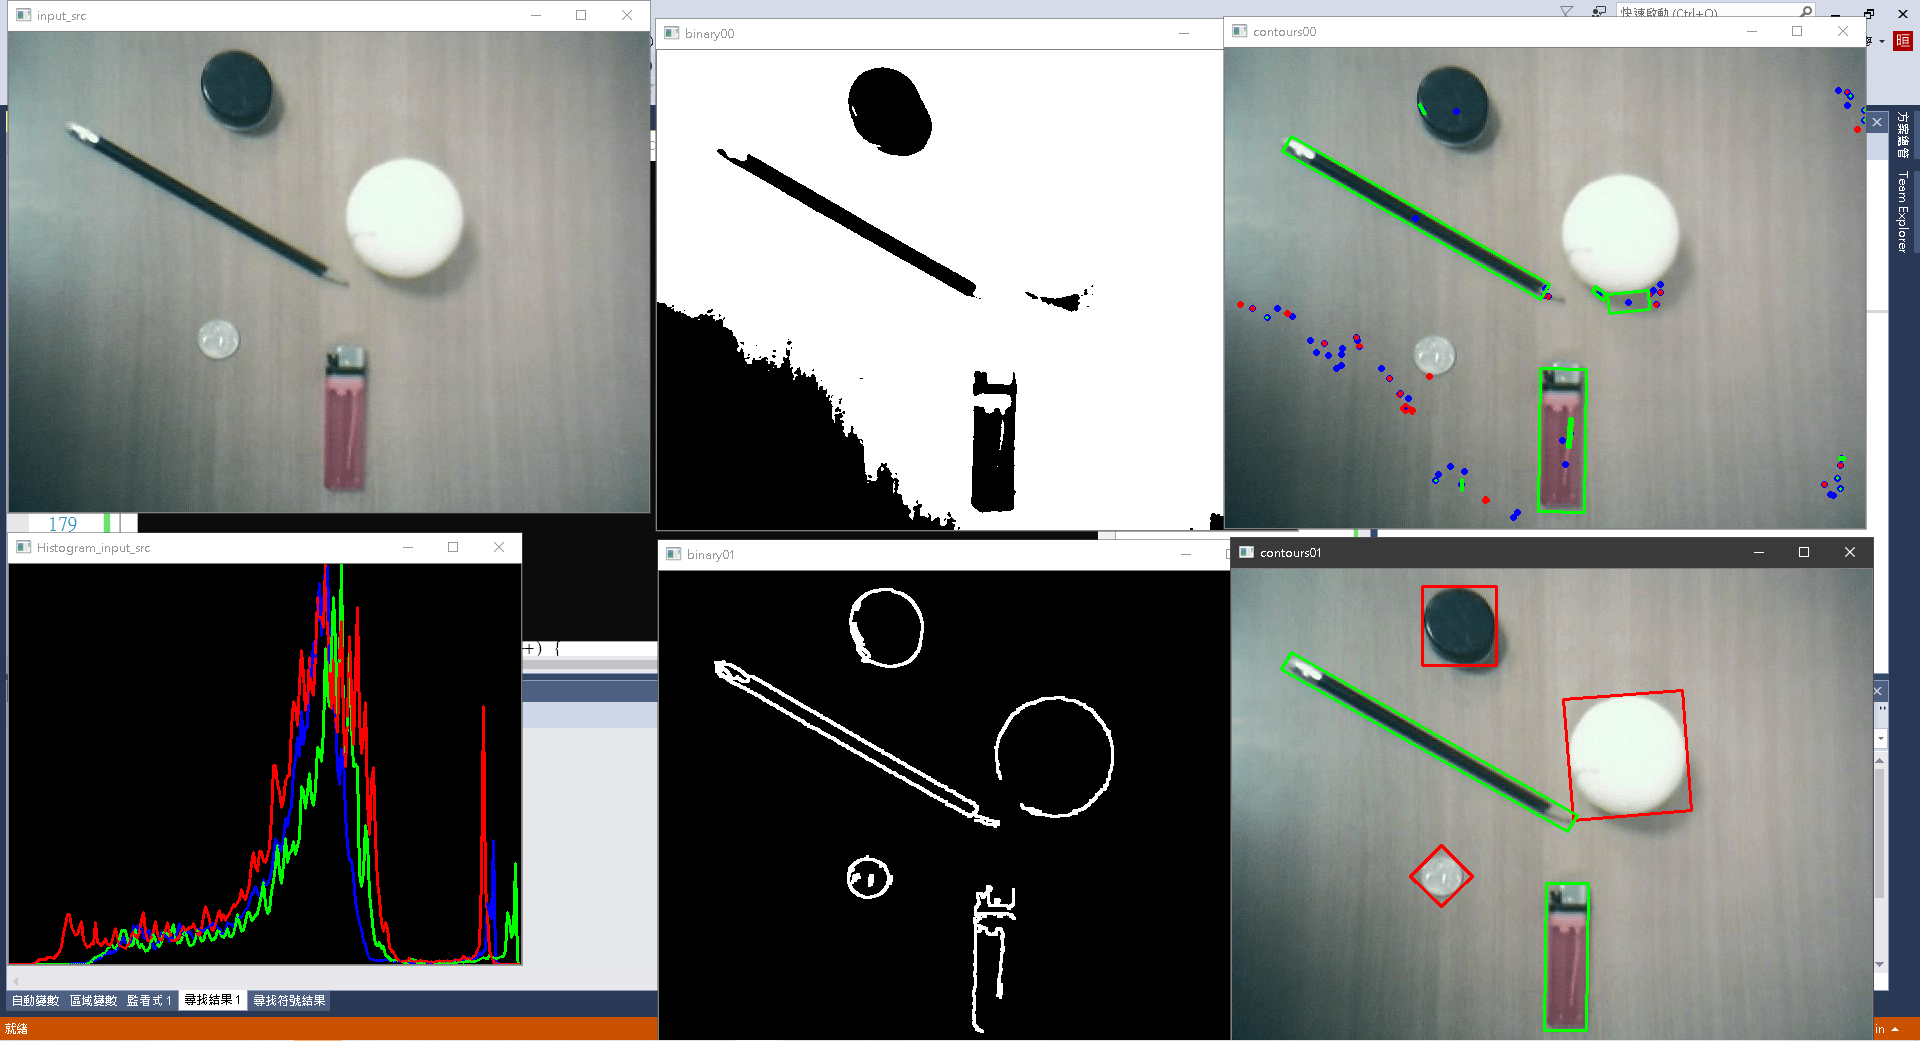 input_src
binary00
快速啟動 (Ctrl+Q)
contours00
方案總管
Team Explorer
179
Histogram_input_src
binary01
contours01
+) {
自動變數 區域變數 監看式 1 尋找結果 1 尋找符號結果
就緒
in